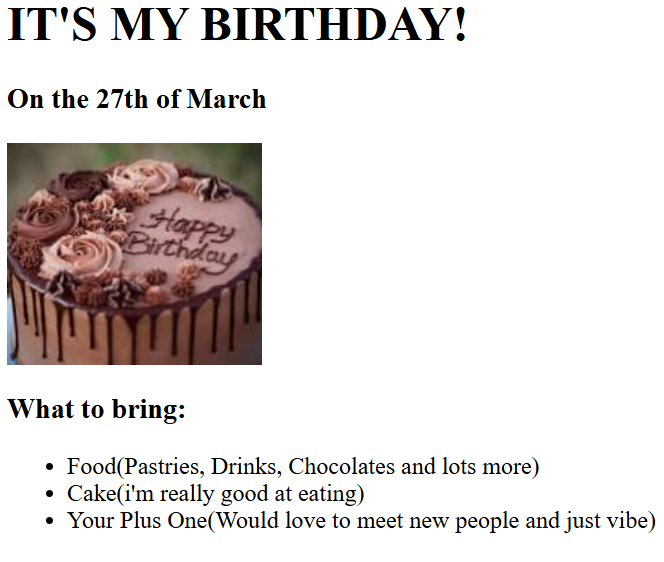 IT'S MY BIRTHDAY!
On the 27th of March
Happy
Birthday
What to bring:
Food(Pastries, Drinks, Chocolates and lots more)
Cake(i'm really good at eating)
Your Plus One(Would love to meet new people and just vibe)